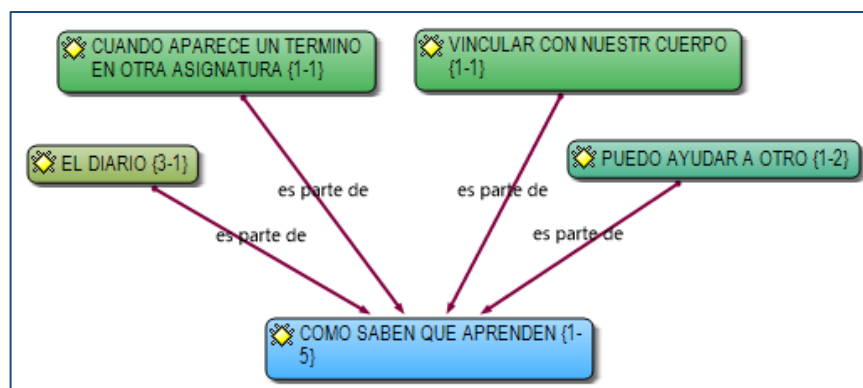 CUANDO APARECE UN TERMINO
EN OTRA ASIGNATURA {1-1}
VINCULAR CON NUESTR CUERPO
{1-1}
EL DIARIO {3-1}
PUEDO AYUDAR A OTRO {1-2}
es parte de
es parte de
es parte de
es parte de
COMO SABEN QUE APRENDEN {1-
5}